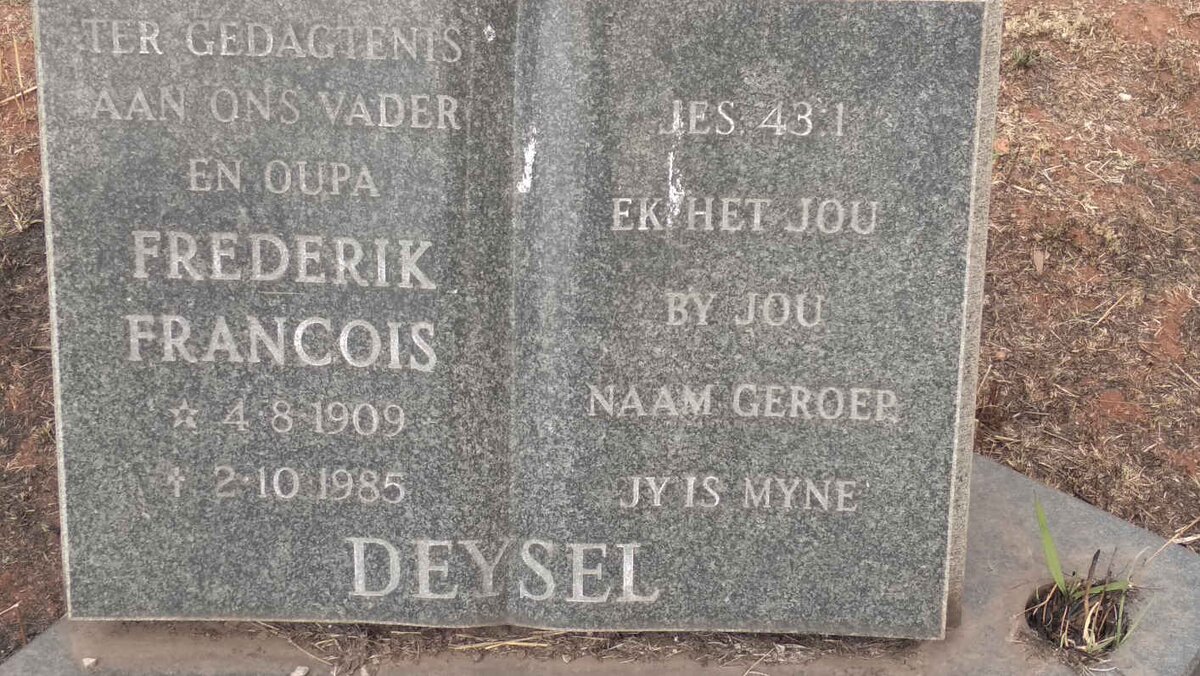 TER GEDAGTENIS
AAN ONS VADER
EN OUPA
FREDERIK
FRANCOIS
☆ 4·8·1909
† 2·10·1985
JES. 43:1
EK HET JOU
BY JOU
NAAM GEROEP,
JY IS MYNE
DEYSEL